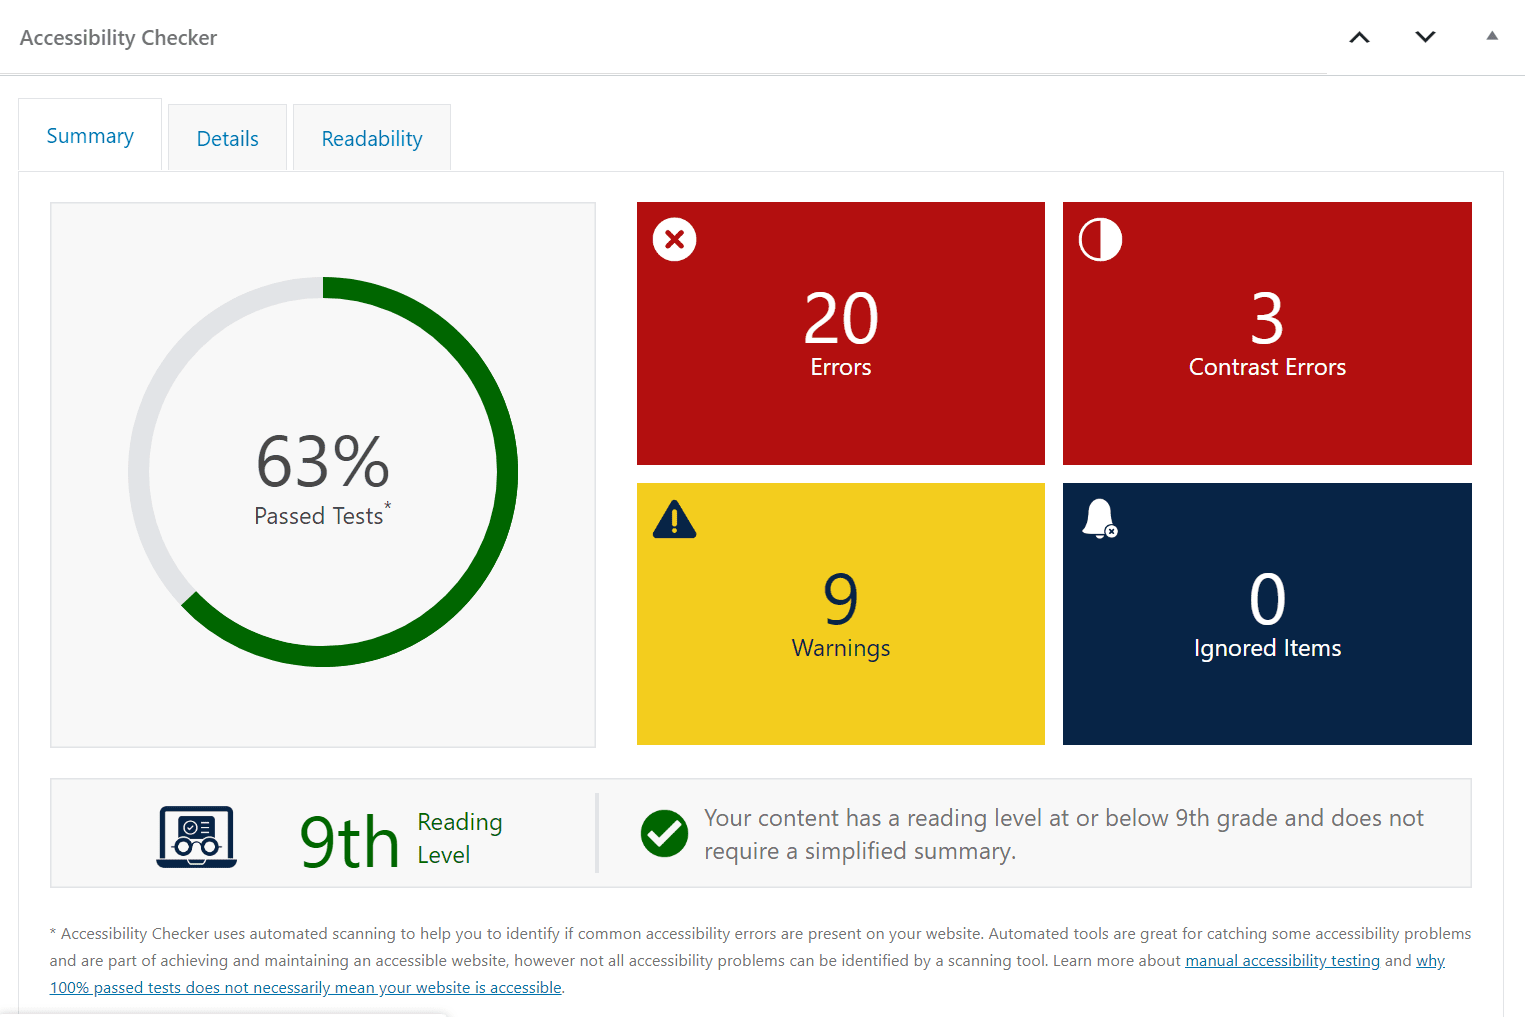 Accessibility Checker
Summary
Details
Readability
63%
Passed Tests*
20
Errors
3
Contrast Errors
9
Warnings
0
Ignored Items
9th
Reading
Level
Your content has a reading level at or below 9th grade and does not
require a simplified summary.
* Accessibility Checker uses automated scanning to help you to identify if common accessibility errors are present on your website. Automated tools are great for catching some accessibility problems
and are part of achieving and maintaining an accessible website, however not all accessibility problems can be identified by a scanning tool. Learn more about manual accessibility testing and why
100% passed tests does not necessarily mean your website is accessible.